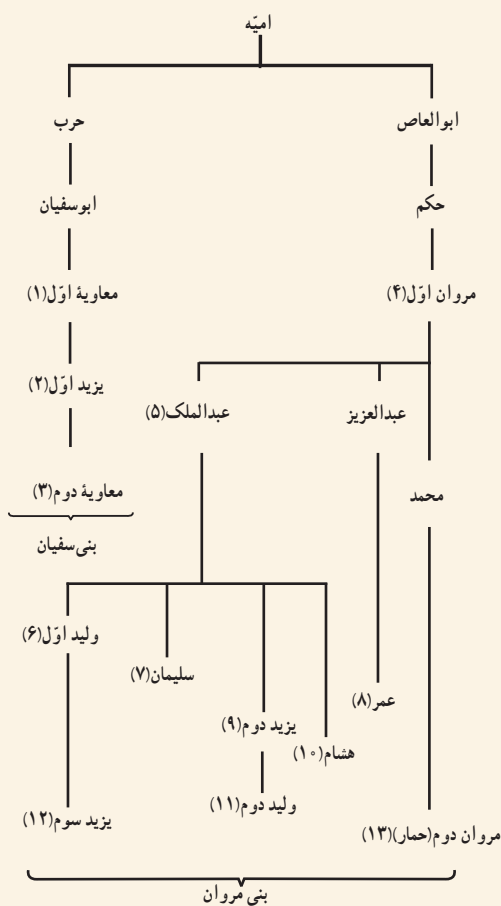 امیّه
ابوالعاص
حرب
حکم
ابوسفیان
مروان اوّل(۴)
معاویۀ اوّل(۱)
یزید اوّل(۲)
عبدالعزیز
عبدالملک(۵)
محمد
معاویۀ دوم(۳)
بنی‌سفیان
ولید اوّل(۶)
سلیمان(۷)
عمر(۸)
یزید دوم(۹)
هشام(۱۰)
ولید دوم(۱۱)
یزید سوم(۱۲)
مروان دوم(حمار)(۱۳)
بنی مروان